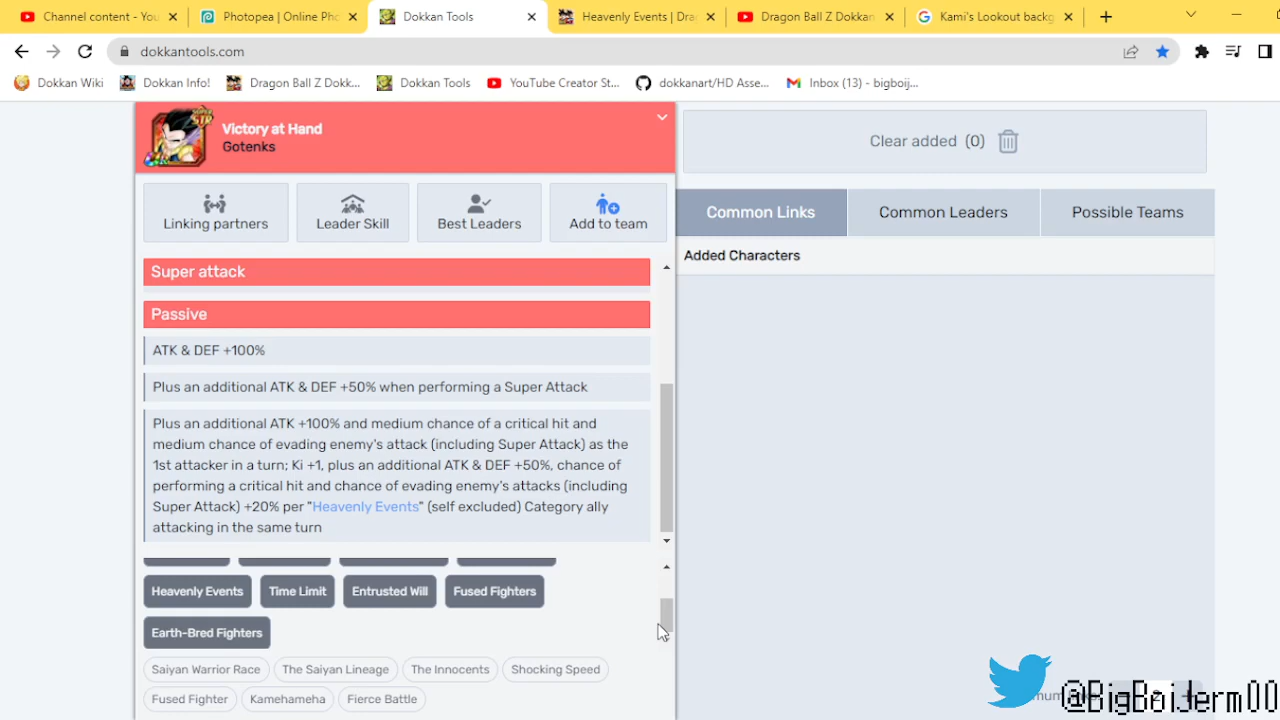 Channel content - You
Photopea | Online Pho
Dokkan Tools
Heavenly Events | Dra
Dragon Ball Z Dokkan
Kami's Lookout backg
dokkantools.com
Dokkan Wiki
Dokkan Info!
Dragon Ball Z Dokk...
Dokkan Tools
YouTube Creator St...
dokkanart/HD Asse...
Inbox (13) - bigboij...
Victory at Hand
Gotenks
Clear added (0)
Linking partners
Leader Skill
Best Leaders
Add to team
Common Links
Common Leaders
Possible Teams
Added Characters
Super attack
Passive
ATK & DEF +100%
Plus an additional ATK & DEF +50% when performing a Super Attack
Plus an additional ATK +100% and medium chance of a critical hit and
medium chance of evading enemy's attack (including Super Attack) as the
1st attacker in a turn; Ki +1, plus an additional ATK & DEF +50%, chance of
performing a critical hit and chance of evading enemy's attacks (including
Super Attack) +20% per "Heavenly Events" (self excluded) Category ally
attacking in the same turn
Heavenly Events
Time Limit
Entrusted Will
Fused Fighters
Earth-Bred Fighters
Saiyan Warrior Race
The Saiyan Lineage
The Innocents
Shocking Speed
Fused Fighter
Kamehameha
Fierce Battle
@BigBoiJerm00